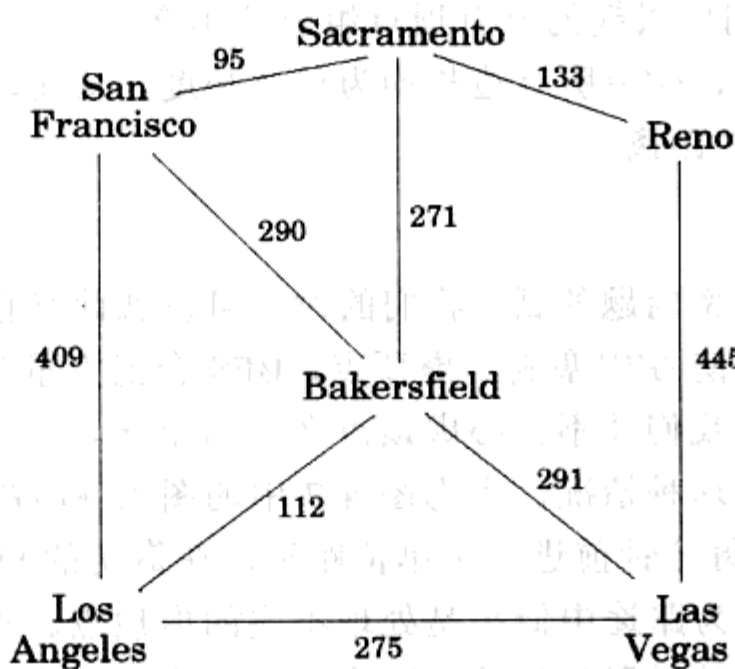 Sacramento
95
133
San
Francisco
Reno
290
271
409
445
Bakersfield
112
291
Los
Angeles
Las
Vegas
275